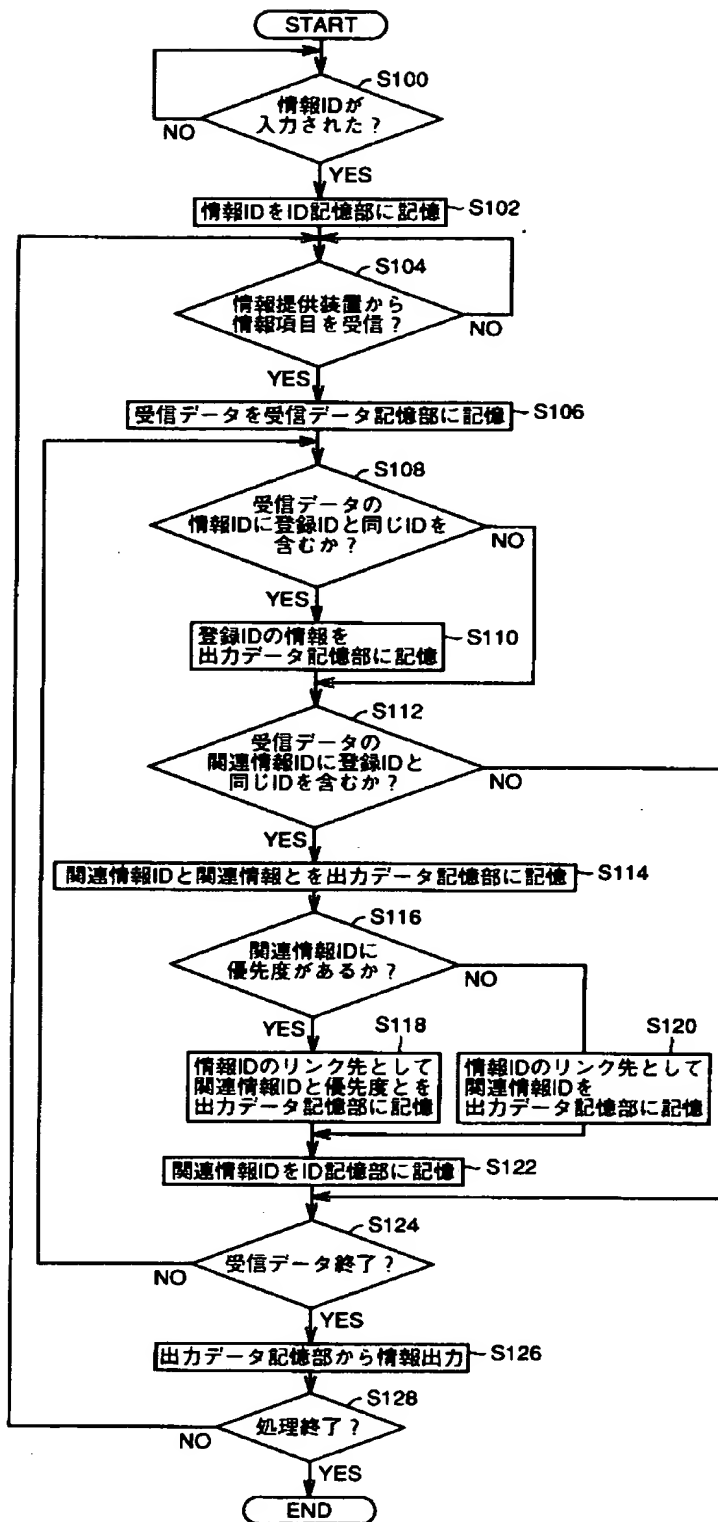 START
S100
情報IDが
入力された？
NO
YES
情報IDをID記憶部に記憶
S102
S104
情報提供装置から
情報項目を受信？
NO
YES
受信データを受信データ記憶部に記憶
S106
S108
受信データの
情報IDに登録IDと同じIDを
含むか？
NO
YES
登録IDの情報を
出力データ記憶部に記憶
S110
S112
受信データの
関連情報IDに登録IDと
同じIDを含むか？
NO
YES
関連情報IDと関連情報とを出力データ記憶部に記憶
S114
S116
関連情報IDに
優先度があるか？
NO
YES
S118
情報IDのリンク先として
関連情報IDと優先度とを
出力データ記憶部に記憶
S120
情報IDのリンク先として
関連情報IDを
出力データ記憶部に記憶
関連情報IDをID記憶部に記憶
S122
S124
受信データ終了？
NO
YES
出力データ記憶部から情報出力
S126
S128
処理終了？
NO
YES
END